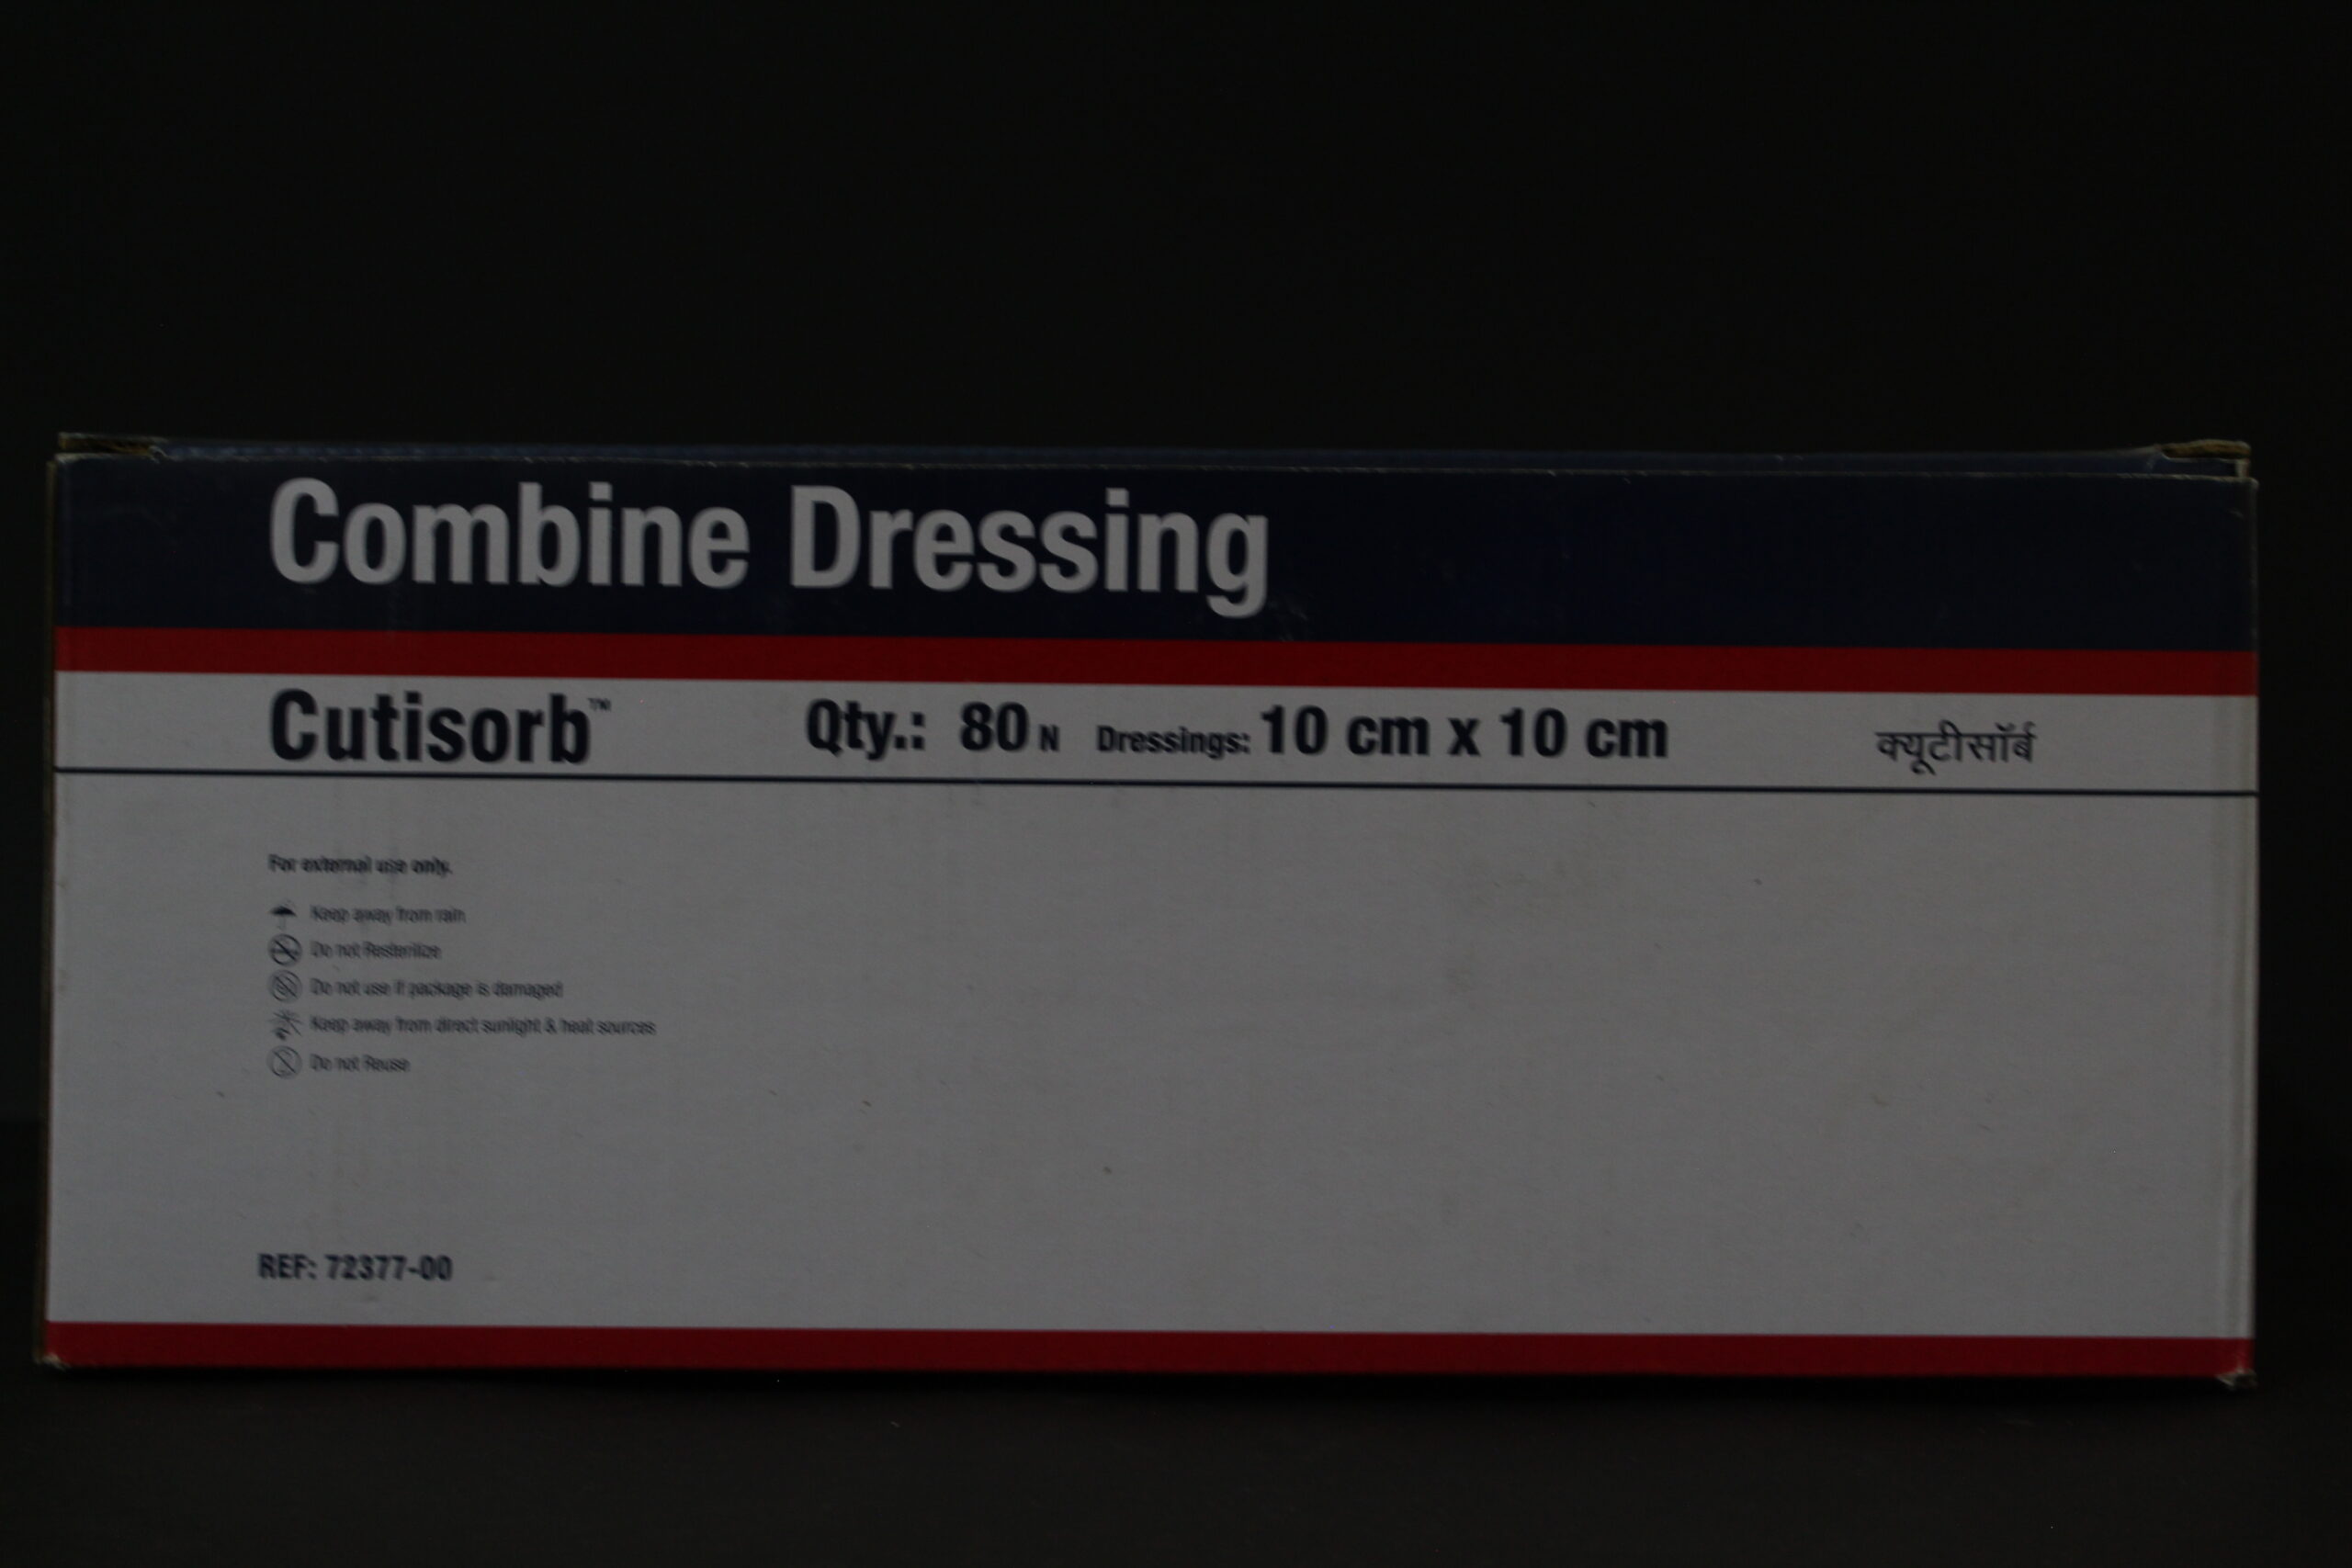 Combine Dressing
Cutisorb™ Qty.: 80 N Dressings: 10 cm x 10 cm क्यूटीसॉर्ब
For external use only.
Keep away from rain
Do not Resterilize
Do not use if package is damaged
Keep away from direct sunlight & heat sources
Do not Reuse
REF: 72377-00